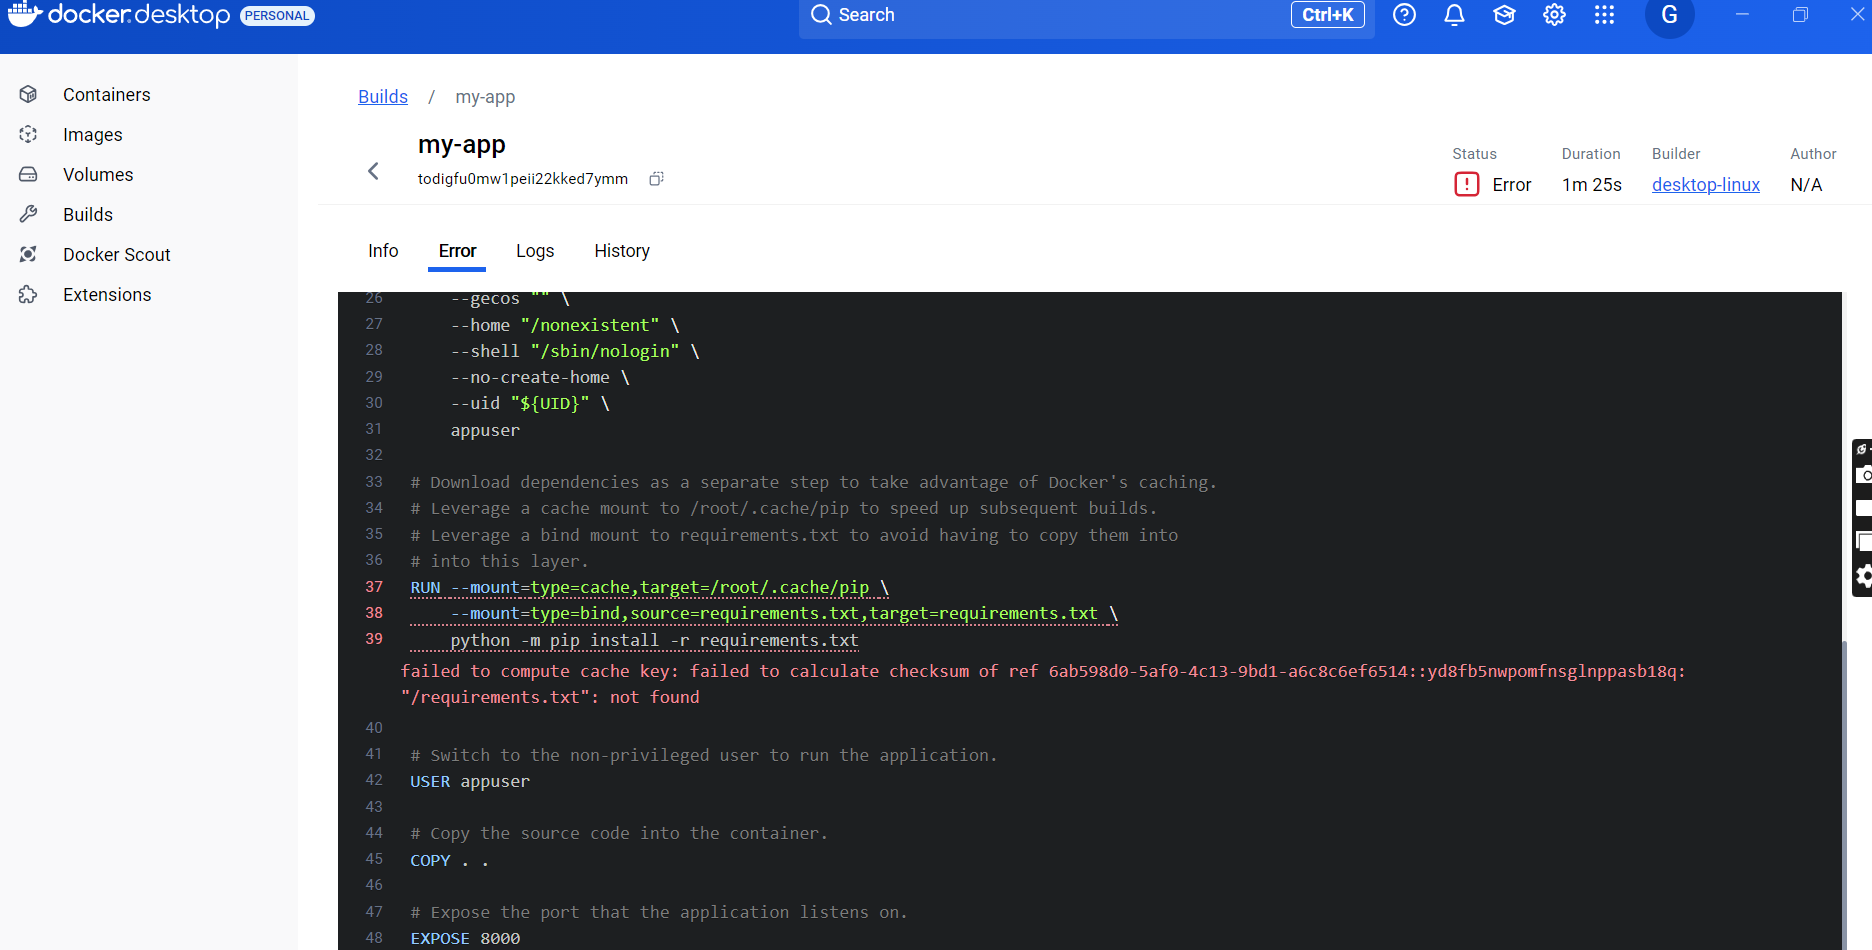 docker.desktop PERSONAL
Search
Ctrl+K
G
Containers
Images
Volumes
Builds
Docker Scout
Extensions
Builds / my-app
my-app
todigfu0mw1peii22kked7ymm
Status Duration Builder Author
Error 1m 25s desktop-linux N/A
Info Error Logs History
26 --gecos "" \
27 --home "/nonexistent" \
28 --shell "/sbin/nologin" \
29 --no-create-home \
30 --uid "${UID}" \
31 appuser
32
33 # Download dependencies as a separate step to take advantage of Docker's caching.
34 # Leverage a cache mount to /root/.cache/pip to speed up subsequent builds.
35 # Leverage a bind mount to requirements.txt to avoid having to copy them into
36 # into this layer.
37 RUN --mount=type=cache,target=/root/.cache/pip \
38 --mount=type=bind,source=requirements.txt,target=requirements.txt \
39 python -m pip install -r requirements.txt
failed to compute cache key: failed to calculate checksum of ref 6ab598d0-5af0-4c13-9bd1-a6c8c6ef6514::yd8fb5nwpomfnsglnppasb18q:
"/requirements.txt": not found
40
41 # Switch to the non-privileged user to run the application.
42 USER appuser
43
44 # Copy the source code into the container.
45 COPY . .
46
47 # Expose the port that the application listens on.
48 EXPOSE 8000